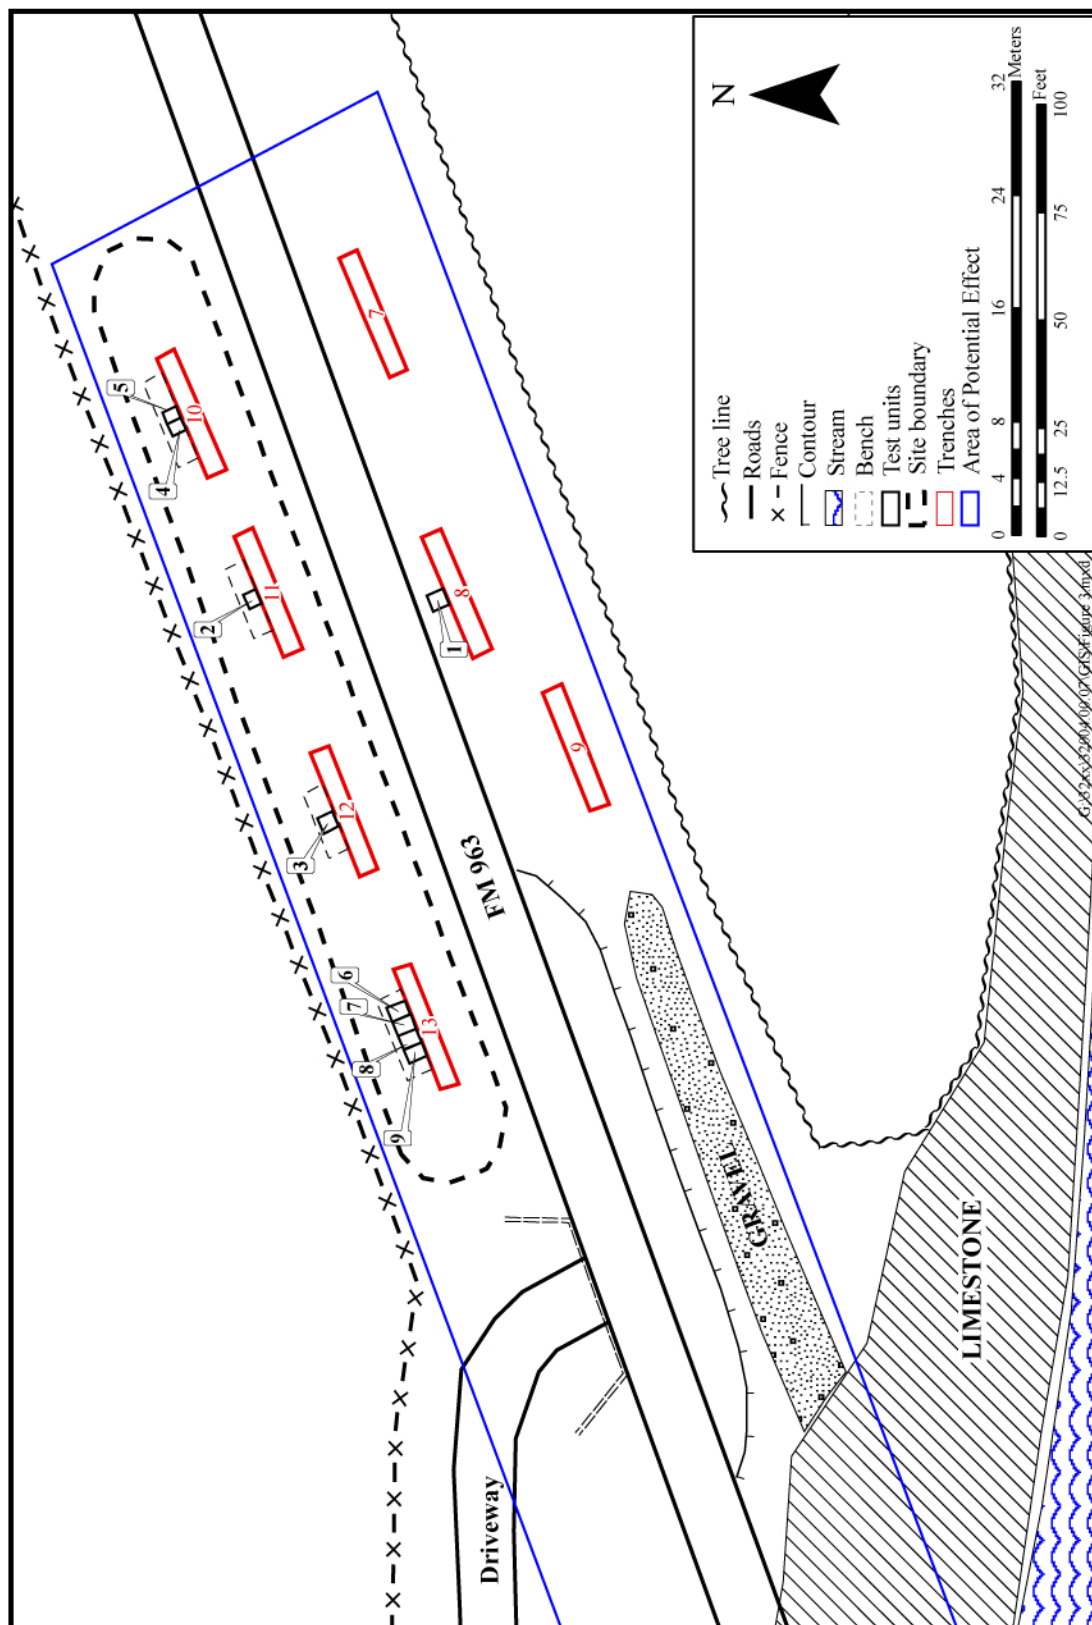 N
Tree line
Roads
Fence
Contour
Stream
Bench
Test units
Site boundary
Trenches
Area of Potential Effect
0 4 8 16 24 32
Meters
0 12.5 25 50 75 100
Feet
5
4
10
2
11
3
12
6
7
8
9
13
7
1
8
9
FM 963
Driveway
GRAVEL
LIMESTONE